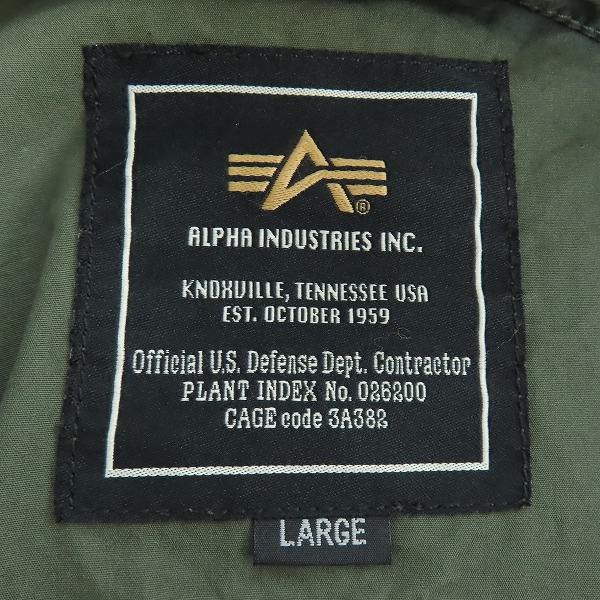 ®
ALPHA INDUSTRIES INC.
KNOXVILLE, TENNESSEE USA
EST. OCTOBER 1959
Official U.S. Defense Dept. Contractor
PLANT INDEX No. 026200
CAGE code 3A382
LARGE